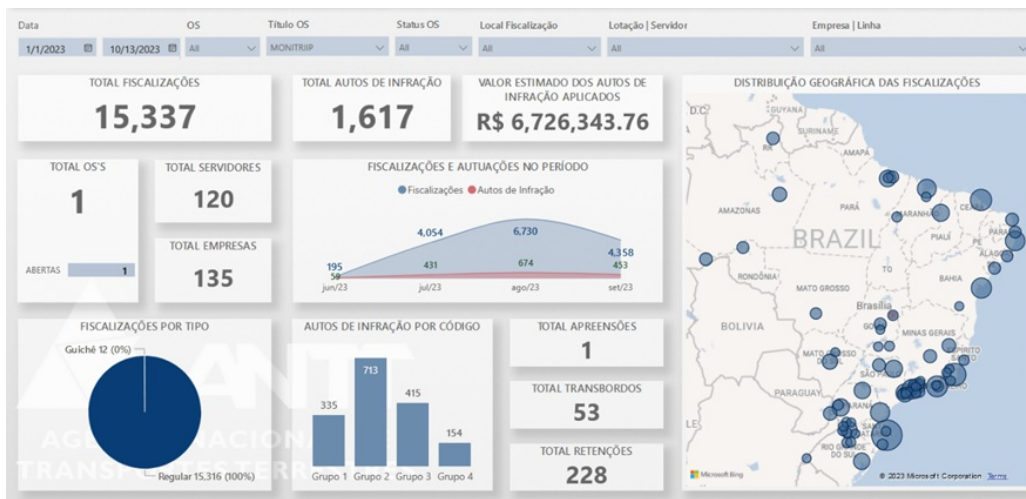 Data
OS
Título OS
Status OS
Local Fiscalização
Lotação | Servidor
Empresa | Linha
1/1/2023
10/13/2023
All
MONITRIIP
All
All
All
All
TOTAL FISCALIZAÇÕES
15,337
TOTAL AUTOS DE INFRAÇÃO
1,617
VALOR ESTIMADO DOS AUTOS DE
INFRAÇÃO APLICADOS
R$ 6,726,343.76
TOTAL OS'S
1
ABERTAS
1
TOTAL SERVIDORES
120
TOTAL EMPRESAS
135
FISCALIZAÇÕES E AUTUAÇÕES NO PERÍODO
Fiscalizações
Autos de Infração
4,054
6,730
4,358
195
59
431
674
453
jun/23
jul/23
ago/23
set/23
FISCALIZAÇÕES POR TIPO
Guichê 12 (0%)
Regular 15,316 (100%)
AUTOS DE INFRAÇÃO POR CÓDIGO
335
713
415
154
Grupo 1
Grupo 2
Grupo 3
Grupo 4
TOTAL APREENSÕES
1
TOTAL TRANSBORDOS
53
TOTAL RETENÇÕES
228
DISTRIBUIÇÃO GEOGRÁFICA DAS FISCALIZAÇÕES
D.C.
GUYANA
SURINAME
RR
AMAPÁ
AMAZONAS
PARÁ
MARANHÃO
CEARÁ
BRAZIL
PIAUÍ
PE
TO
RONDÔNIA
MATO GROSSO
BAHIA
Brasília
BOLIVIA
MINAS GERAIS
PARAGUAY
Microsoft Bing
© 2023 Microsoft Corporation
Terms